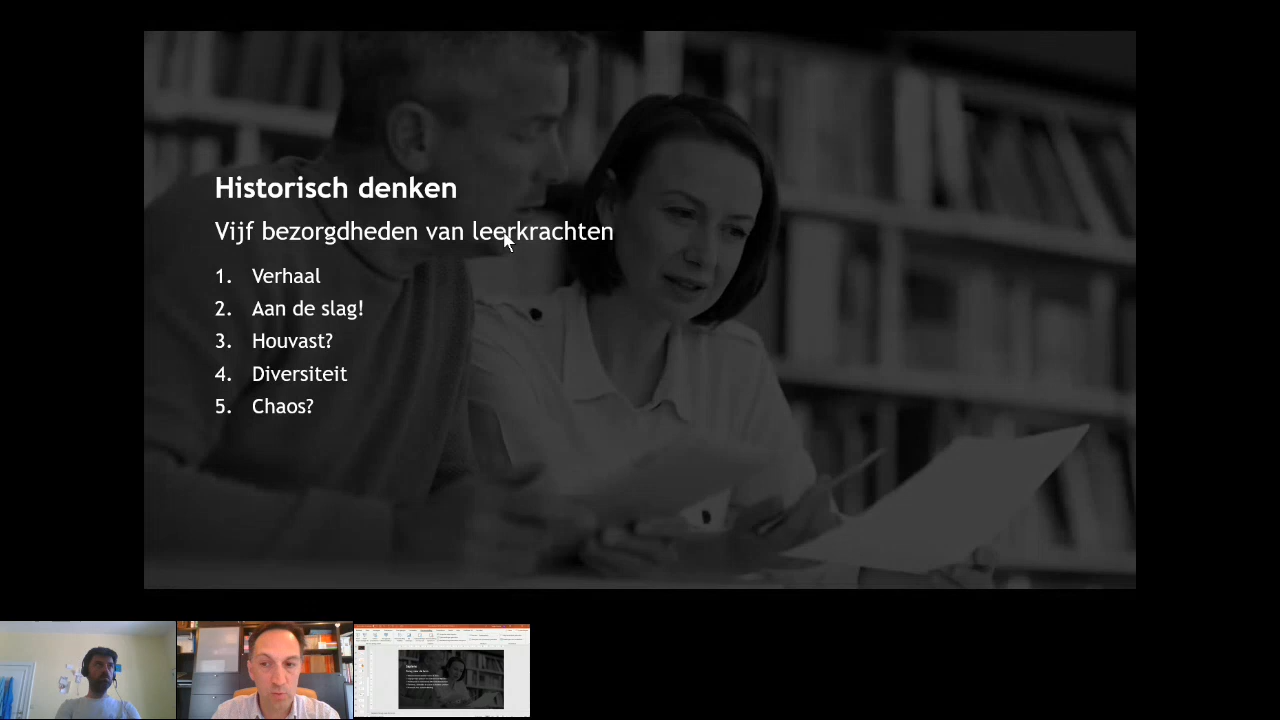 Historisch denken
Vijf bezorgdheden van leerkrachten
1. Verhaal
2. Aan de slag!
3. Houvast?
4. Diversiteit
5. Chaos?